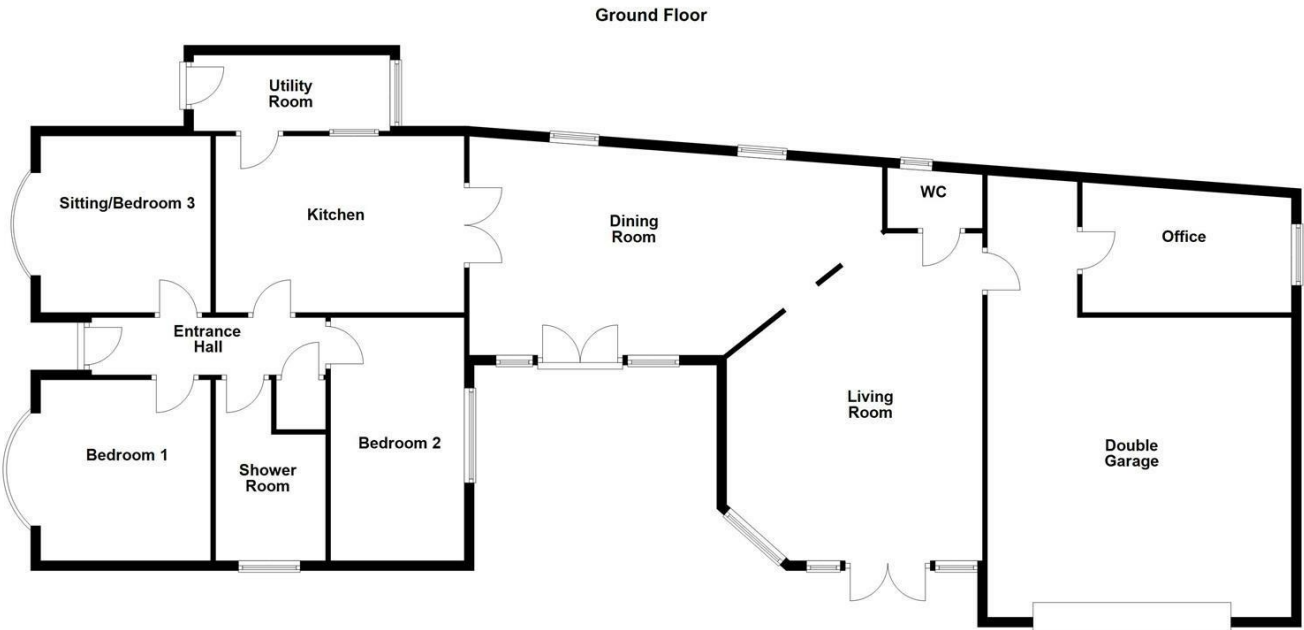 Ground Floor
Utility
Room
Sitting/Bedroom 3
Kitchen
Dining
Room
WC
Office
Entrance
Hall
Bedroom 1
Shower
Room
Bedroom 2
Living
Room
Double
Garage